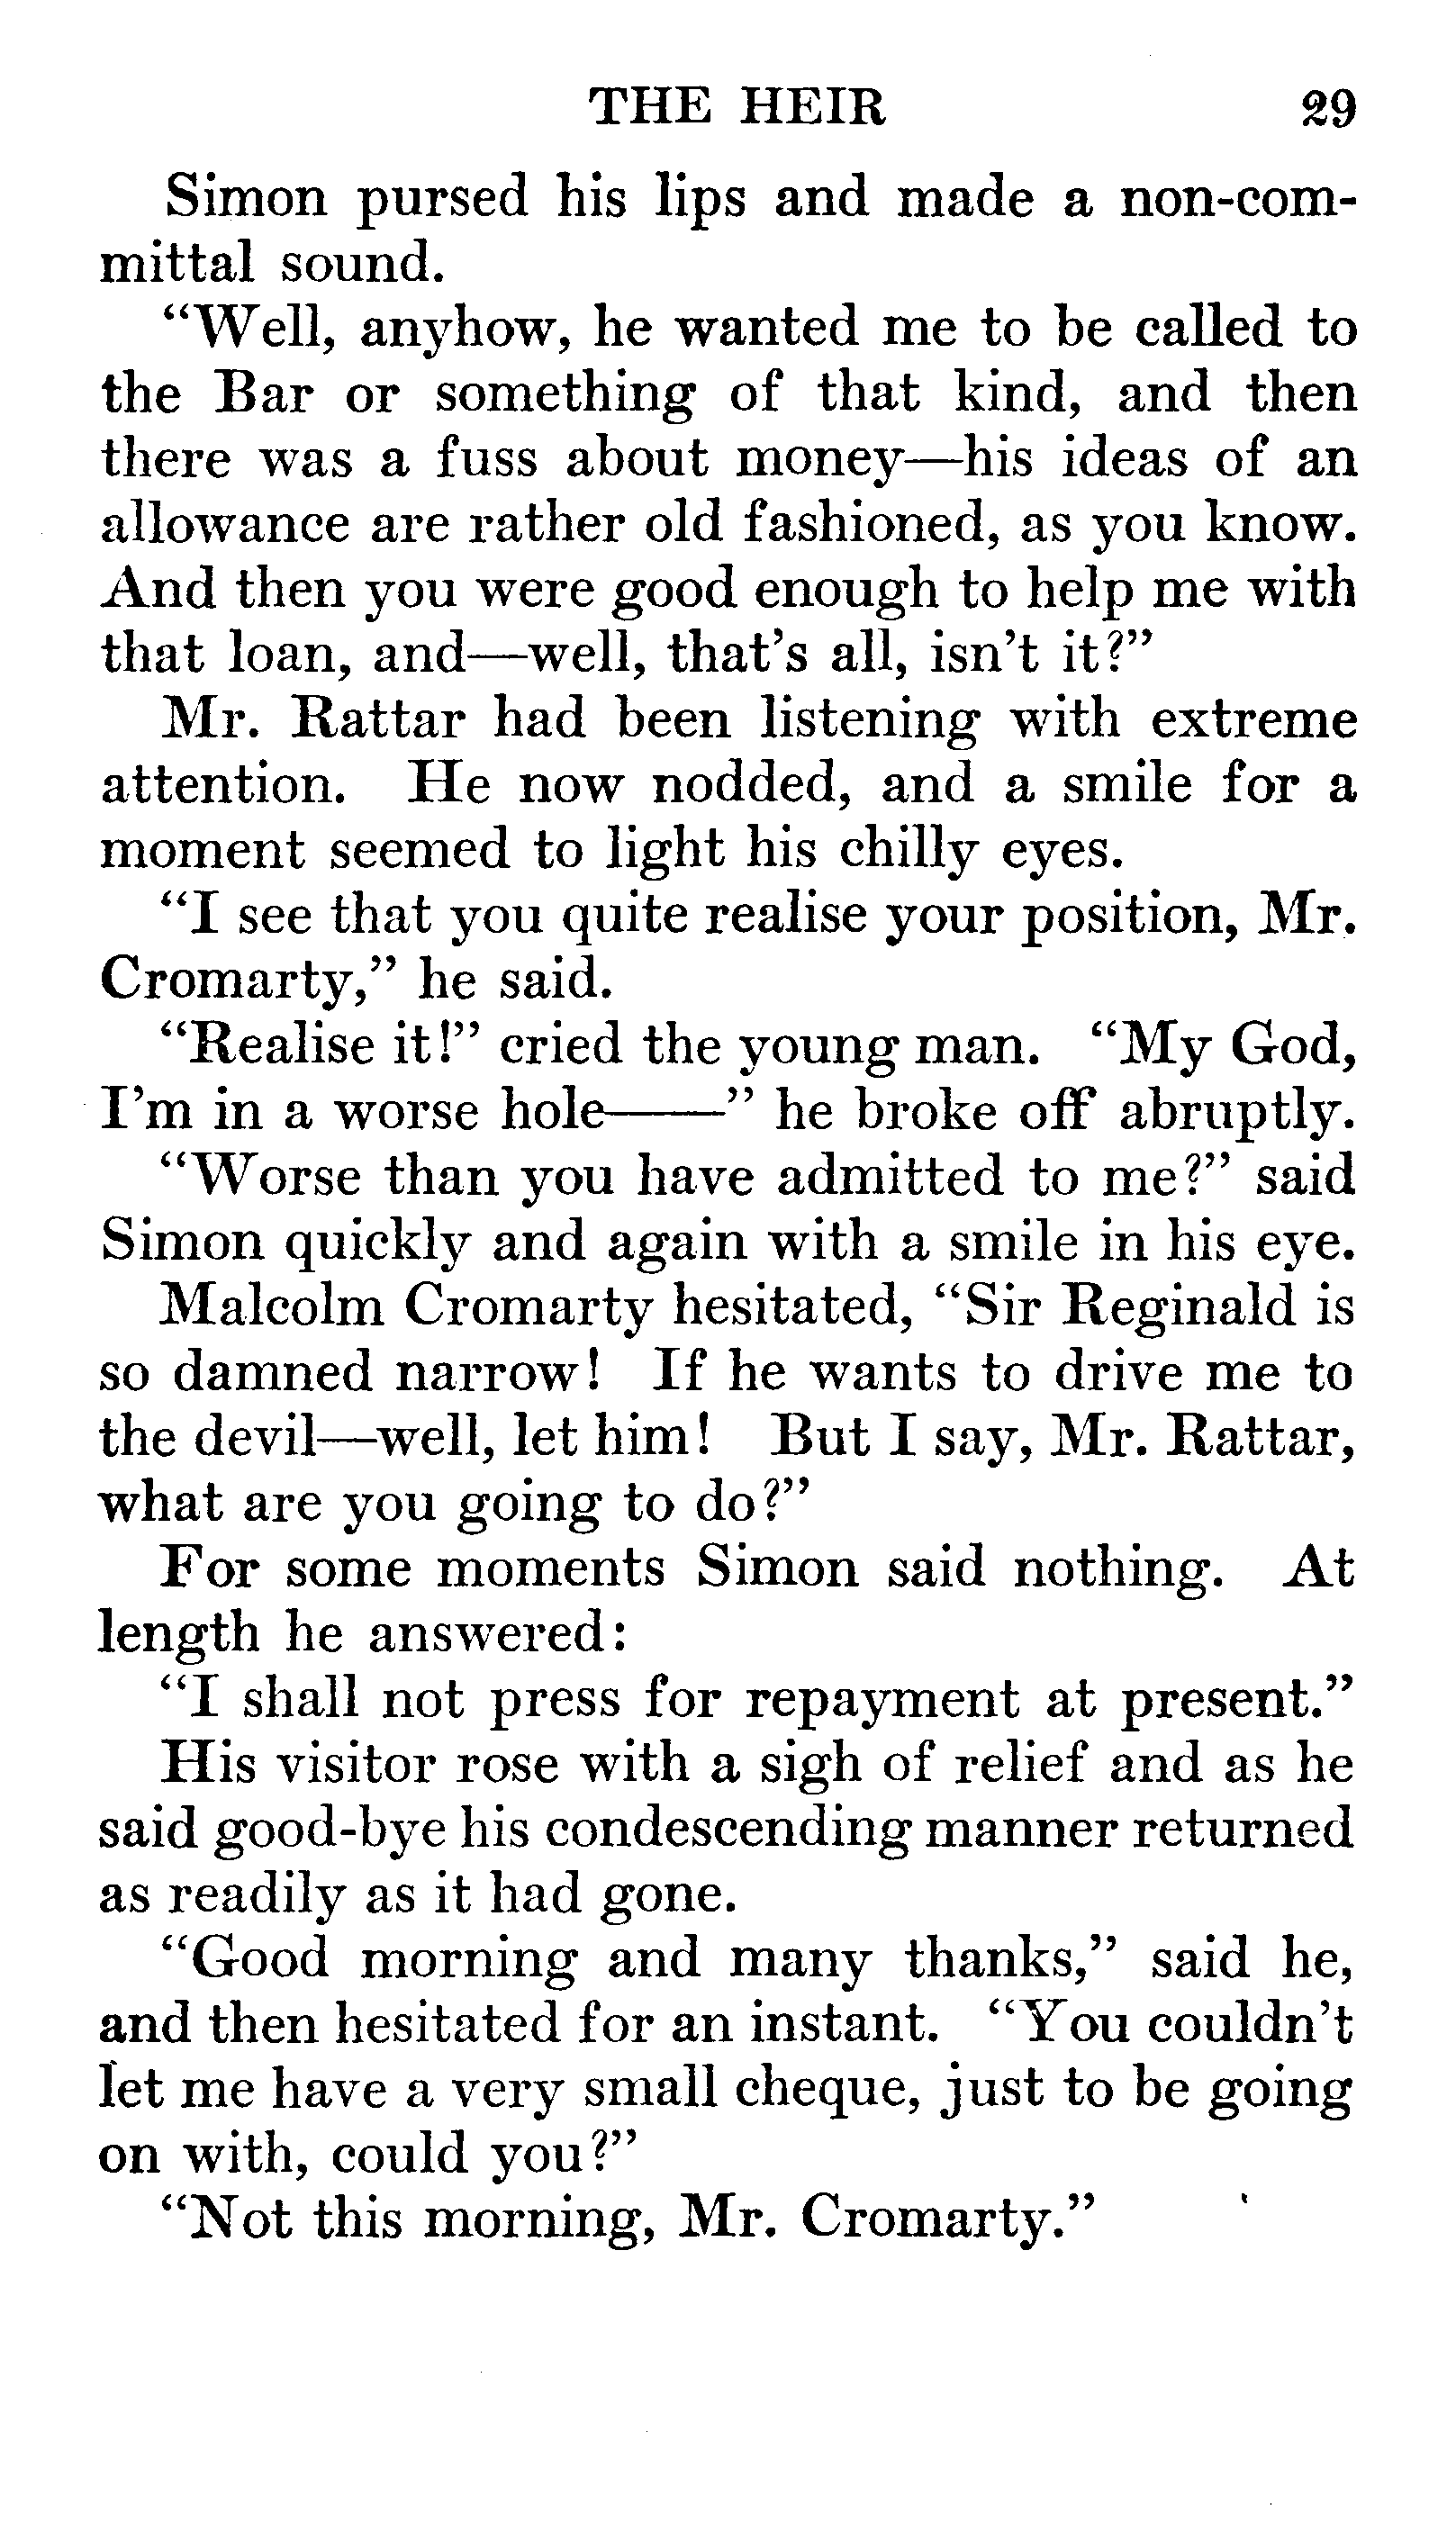 THE HEIR 29
Simon pursed his lips and made a non-com-
mittal sound.
“Well, anyhow, he wanted me to be called to
the Bar or something of that kind, and then
there was a fuss about money—his ideas of an
allowance are rather old fashioned, as you know.
And then you were good enough to help me with
that loan, and—well, that’s all, isn’t it?”
Mr. Rattar had been listening with extreme
attention. He now nodded, and a smile for a
moment seemed to light his chilly eyes.
“I see that you quite realise your position, Mr.
Cromarty,” he said.
“Realise it!” cried the young man. “My God,
I’m in a worse hole——” he broke off abruptly.
“Worse than you have admitted to me?” said
Simon quickly and again with a smile in his eye.
Malcolm Cromarty hesitated, “Sir Reginald is
so damned narrow! If he wants to drive me to
the devil—well, let him! But I say, Mr. Rattar,
what are you going to do?”
For some moments Simon said nothing. At
length he answered:
“I shall not press for repayment at present.”
His visitor rose with a sigh of relief and as he
said good-bye his condescending manner returned
as readily as it had gone.
“Good morning and many thanks,” said he,
and then hesitated for an instant. “You couldn’t
let me have a very small cheque, just to be going
on with, could you?”
“Not this morning, Mr. Cromarty.”